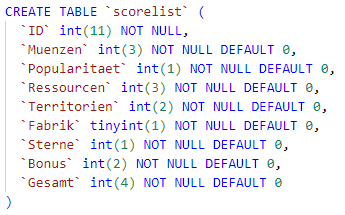 CREATE TABLE `scorelist` (
  `ID` int(11) NOT NULL,
  `Muenzen` int(3) NOT NULL DEFAULT 0,
  `Popularitaet` int(1) NOT NULL DEFAULT 0,
  `Ressourcen` int(3) NOT NULL DEFAULT 0,
  `Territorien` int(2) NOT NULL DEFAULT 0,
  `Fabrik` tinyint(1) NOT NULL DEFAULT 0,
  `Sterne` int(1) NOT NULL DEFAULT 0,
  `Bonus` int(2) NOT NULL DEFAULT 0,
  `Gesamt` int(4) NOT NULL DEFAULT 0
)